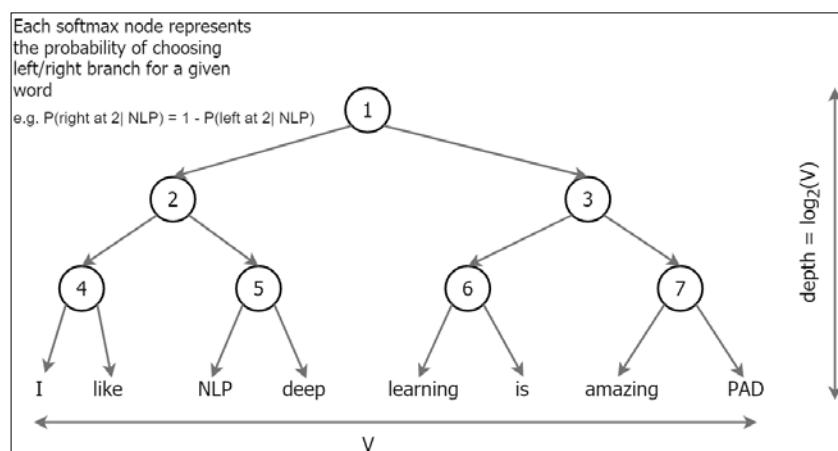 Each softmax node represents
the probability of choosing
left/right branch for a given
word
e.g. P(right at 2| NLP) = 1 - P(left at 2| NLP)
1
2
3
4
5
6
7
I like NLP deep learning is amazing PAD
V
depth = log₂(V)